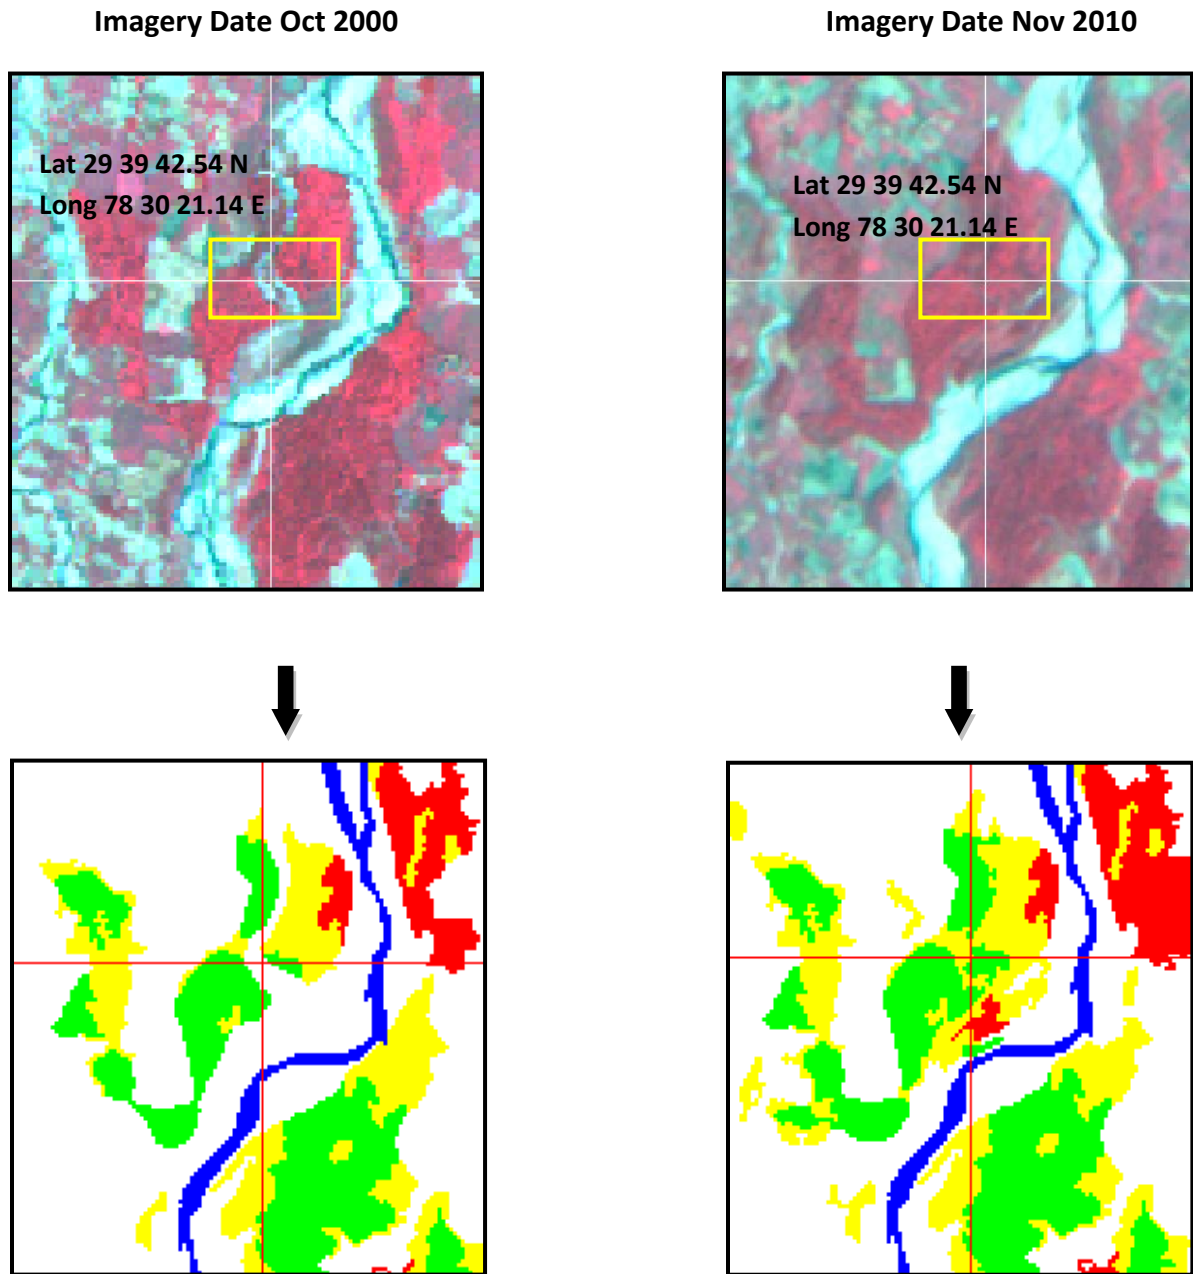 Imagery Date Oct 2000
Imagery Date Nov 2010
Lat 29 39 42.54 N
Long 78 30 21.14 E
Lat 29 39 42.54 N
Long 78 30 21.14 E